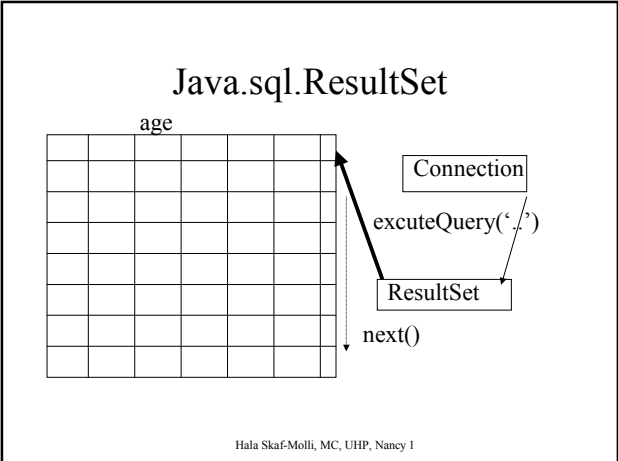 Java.sql.ResultSet
age
Connection
excuteQuery(‘..’)
ResultSet
next()
Hala Skaf-Molli, MC, UHP, Nancy 1